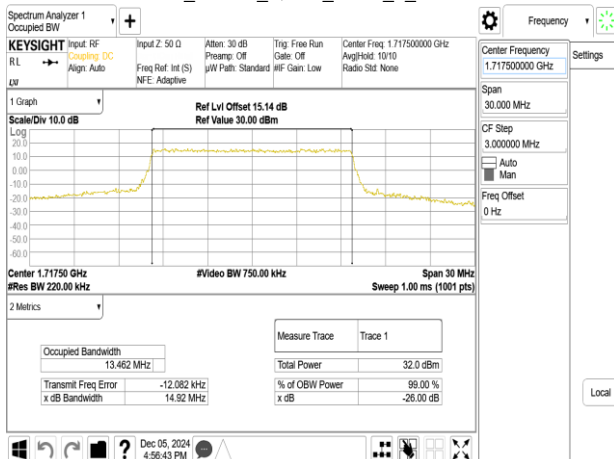 Spectrum Analyzer 1
Occupied BW
Frequency
KEYSIGHT
RL
Input: RF
Coupling: DC
Align: Auto
Input Z: 50 Ω
Freq Ref: Int (S)
NFE: Adaptive
Atten: 30 dB
Preamp: Off
µW Path: Standard
Trig: Free Run
Gate: Off
#IF Gain: Low
Center Freq: 1.717500000 GHz
Avg|Hold: 10/10
Radio Std: None
Center Frequency
1.717500000 GHz
Settings
Span
30.000 MHz
CF Step
3.000000 MHz
Auto
Man
Freq Offset
0 Hz
Local
1 Graph
Scale/Div 10.0 dB
Ref Lvl Offset 15.14 dB
Ref Value 30.00 dBm
Log
20.0
10.0
0.00
-10.0
-20.0
-30.0
-40.0
-50.0
-60.0
Center 1.71750 GHz
#Video BW 750.00 kHz
Span 30 MHz
#Res BW 220.00 kHz
Sweep 1.00 ms (1001 pts)
2 Metrics
Measure Trace Trace 1
Occupied Bandwidth
13.462 MHz
Total Power 32.0 dBm
Transmit Freq Error -12.082 kHz
% of OBW Power 99.00 %
x dB Bandwidth 14.92 MHz
x dB -26.00 dB
?
Dec 05, 2024
4:56:43 PM